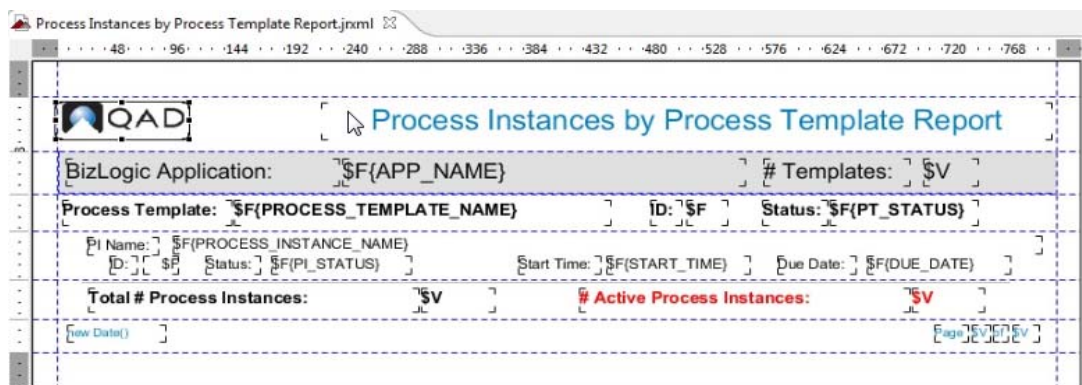 Process Instances by Process Template Report.jrxml
48 96 144 192 240 288 336 384 432 480 528 576 624 672 720 768
QAD Process Instances by Process Template Report
BizLogic Application: $F{APP_NAME} # Templates: $V
Process Template: $F{PROCESS_TEMPLATE_NAME} ID: $F Status: $F{PT_STATUS}
PI Name: $F{PROCESS_INSTANCE_NAME}
ID: $F Status: $F{PI_STATUS} Start Time: $F{START_TIME} Due Date: $F{DUE_DATE}
Total # Process Instances: $V # Active Process Instances: $V
new Date() Page $V of $V